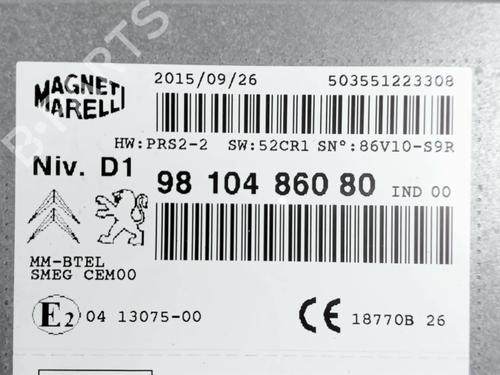 B-PARTS
MAGNETI MARELLI
2015/09/26 503551223308
HW:PRS2-2 SW:52CR1 SN°:86V10-S9R
Niv. D1 98 104 860 80 IND 00
MM-BTEL
SMEG CEM00
E2 04 13075-00 CE 18770B 26